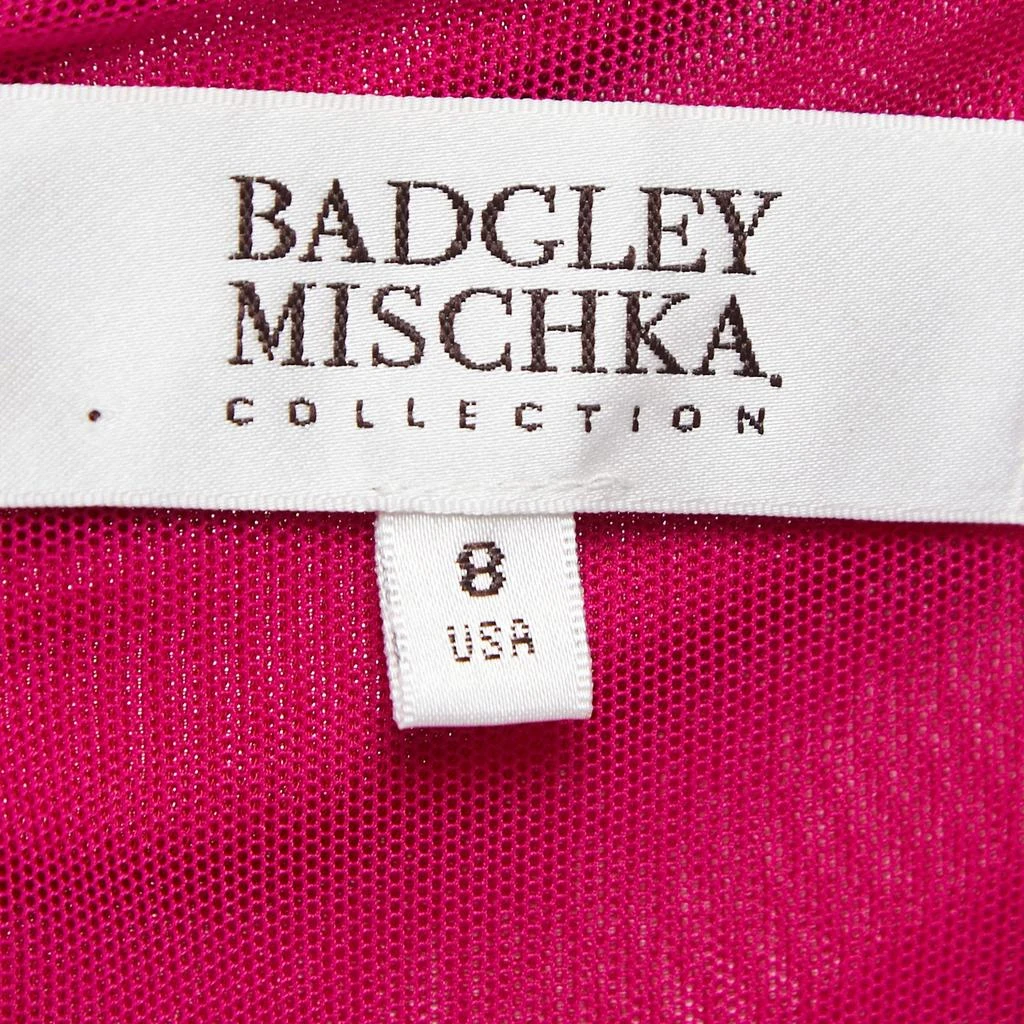 BADGLEY
MISCHKA.
COLLECTION
8
USA